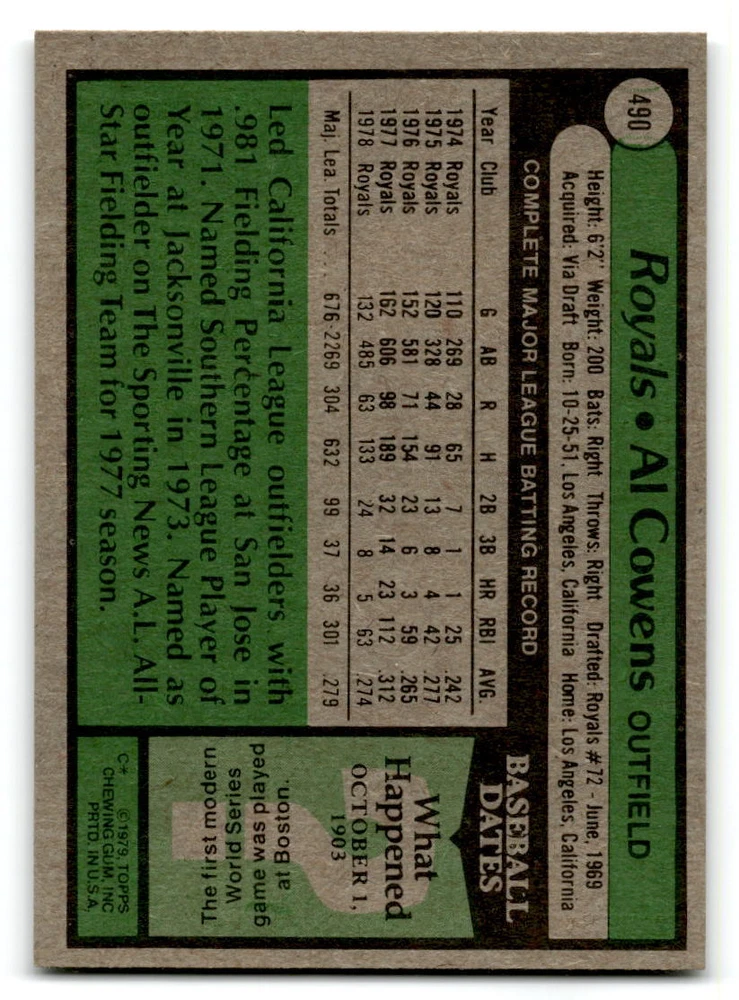 490
Royals • Al Cowens OUTFIELD
Height: 6'2" Weight: 200 Bats: Right Throws: Right Drafted: Royals #72 - June, 1969
Acquired: Via Draft Born: 10-25-51, Los Angeles, California Home: Los Angeles, California
COMPLETE MAJOR LEAGUE BATTING RECORD
Year Club G AB R H 2B 3B HR RBI AVG.
1974 Royals 110 269 28 65 7 1 1 25 .242
1975 Royals 120 328 44 91 13 8 4 42 .277
1976 Royals 152 581 71 154 23 6 3 59 .265
1977 Royals 162 606 98 189 32 14 23 112 .312
1978 Royals 132 485 63 133 24 8 5 63 .274
Maj. Lea. Totals ... 676 2269 304 632 99 37 36 301 .279
Led California League outfielders with
.981 Fielding Percentage at San Jose in
1971. Named Southern League Player of
Year at Jacksonville in 1973. Named as
outfielder on The Sporting News A.L. All-
Star Fielding Team for 1977 season.
BASEBALL
DATES
What
Happened
OCTOBER 1,
1903
The first modern
World Series
game was played
at Boston.
C* ©1979, TOPPS
CHEWING GUM, INC
PRTD. IN U.S.A.